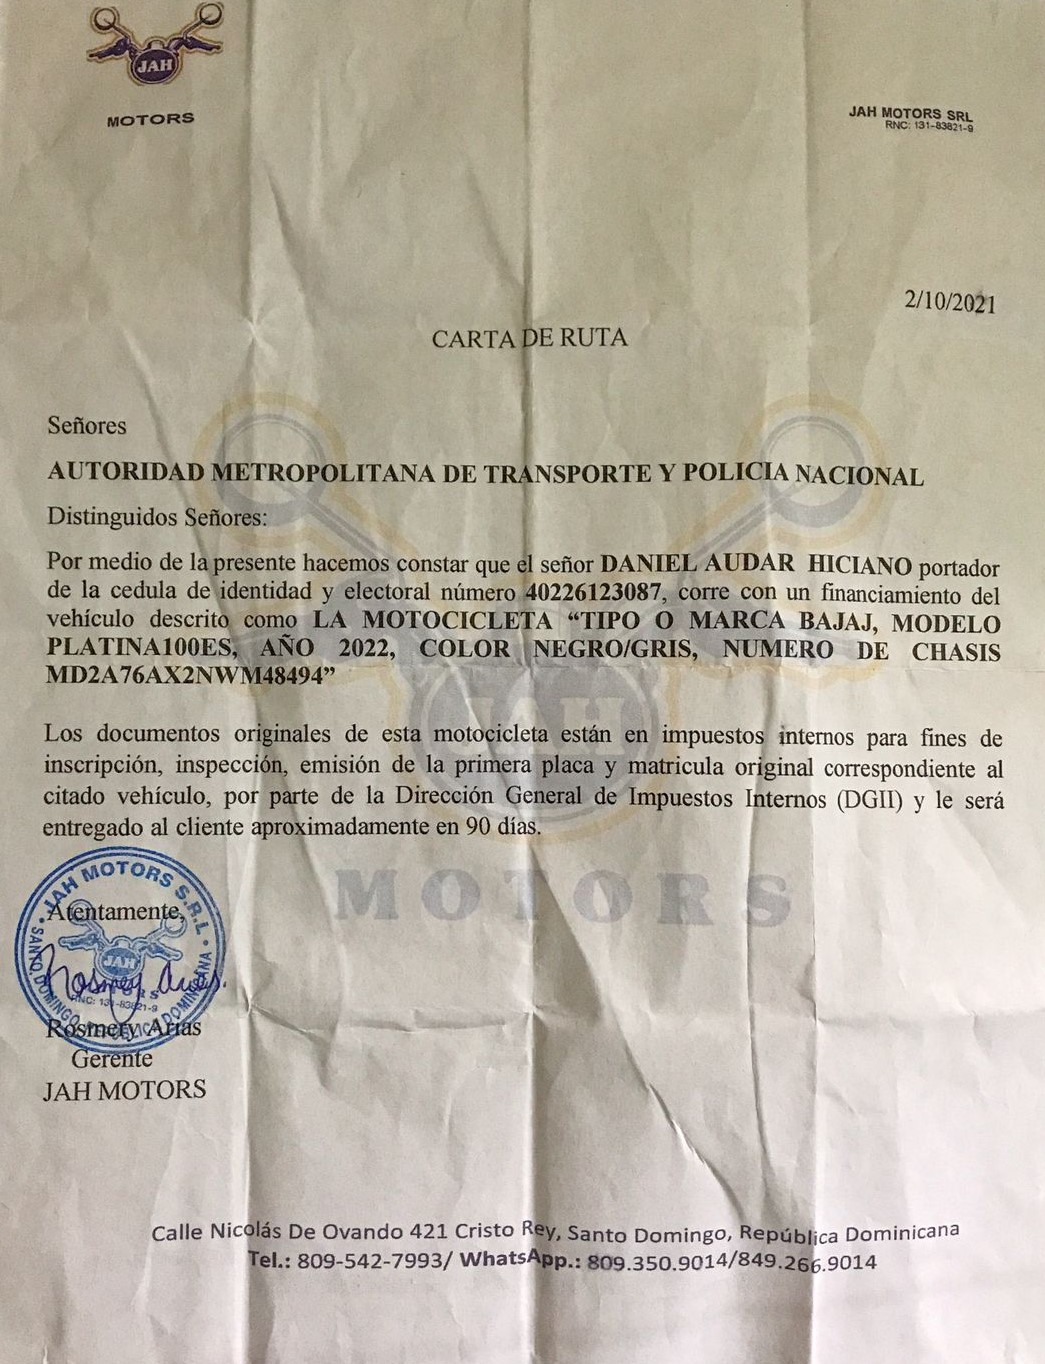 JAH
MOTORS
JAH MOTORS SRL
RNC: 131-83821-9
2/10/2021
CARTA DE RUTA
Señores
AUTORIDAD METROPOLITANA DE TRANSPORTE Y POLICIA NACIONAL
Distinguidos Señores:
Por medio de la presente hacemos constar que el señor DANIEL AUDAR HICIANO portador
de la cedula de identidad y electoral número 40226123087, corre con un financiamiento del
vehículo descrito como LA MOTOCICLETA “TIPO O MARCA BAJAJ, MODELO
PLATINA100ES, AÑO 2022, COLOR NEGRO/GRIS, NUMERO DE CHASIS
MD2A76AX2NWM48494”
JAH
Los documentos originales de esta motocicleta están en impuestos internos para fines de
inscripción, inspección, emisión de la primera placa y matricula original correspondiente al
citado vehículo, por parte de la Dirección General de Impuestos Internos (DGII) y le será
entregado al cliente aproximadamente en 90 días.
MOTORS
JAH MOTORS S.R.L
Atentamente,
JAH
Rosmery Arias
RNC: 131-83821-9
SANTO DOMINGO, REPUBLICA DOMINICANA
Rosmery Arias
Gerente
JAH MOTORS
Calle Nicolás De Ovando 421 Cristo Rey, Santo Domingo, República Dominicana
Tel.: 809-542-7993/ WhatsApp.: 809.350.9014/849.266.9014